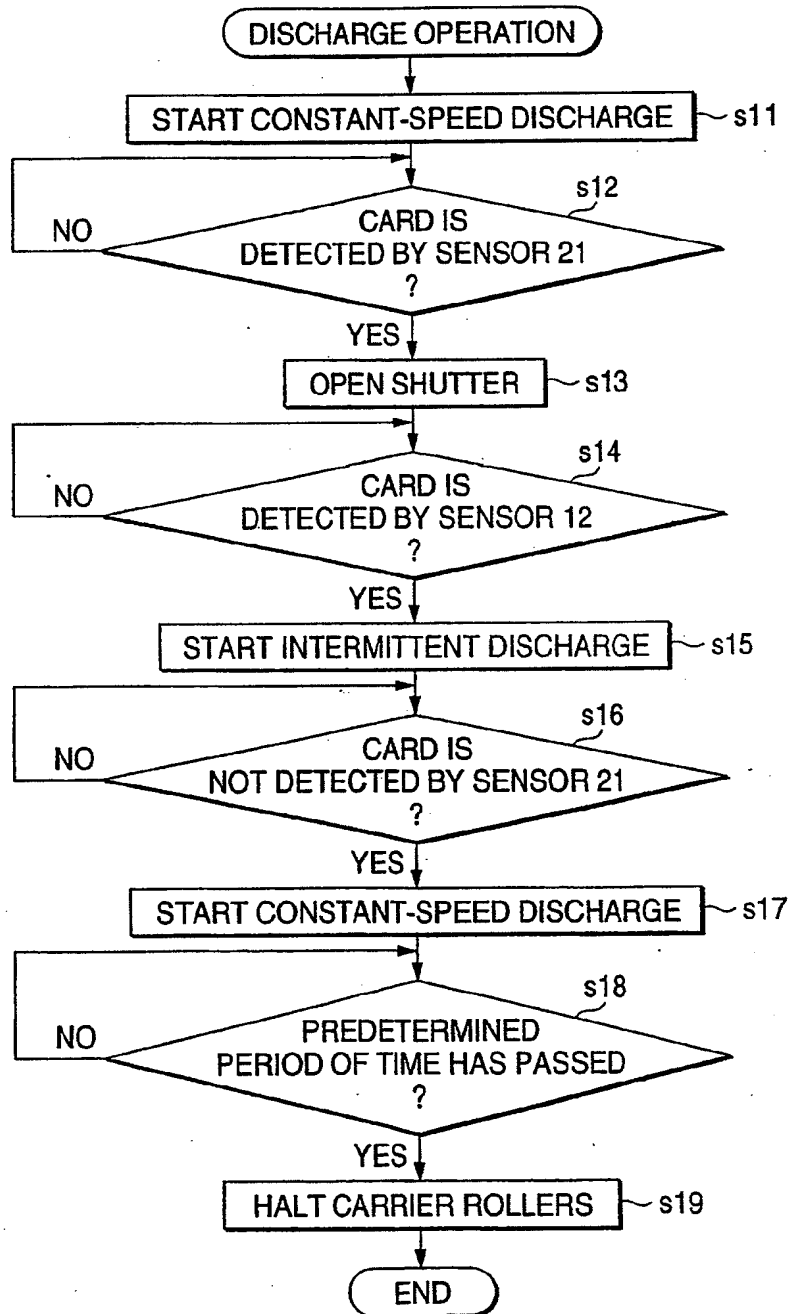 DISCHARGE OPERATION
START CONSTANT-SPEED DISCHARGE
s11
s12
CARD IS
DETECTED BY SENSOR 21
?
NO
YES
OPEN SHUTTER
s13
s14
CARD IS
DETECTED BY SENSOR 12
?
NO
YES
START INTERMITTENT DISCHARGE
s15
s16
CARD IS
NOT DETECTED BY SENSOR 21
?
NO
YES
START CONSTANT-SPEED DISCHARGE
s17
s18
PREDETERMINED
PERIOD OF TIME HAS PASSED
?
NO
YES
HALT CARRIER ROLLERS
s19
END